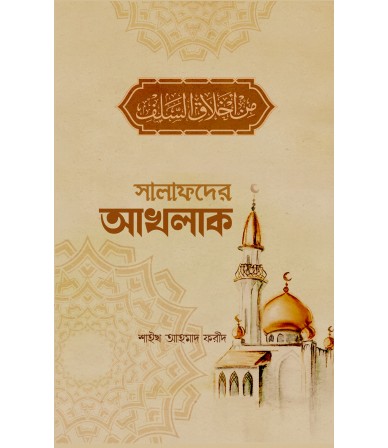 من أخلاق السلف
সালাফদের
আখলাক
শাইখ আহমাদ ফরীদ